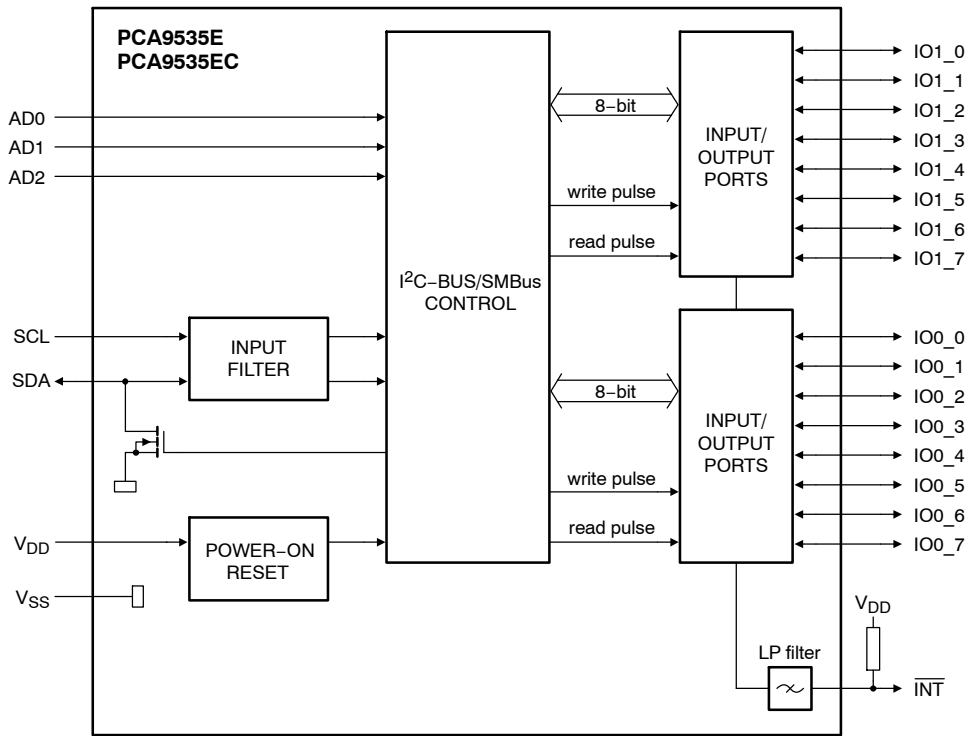 PCA9535E
PCA9535EC
AD0
AD1
AD2
SCL
SDA
VDD
VSS
INPUT
FILTER
POWER−ON
RESET
I2C−BUS/SMBus
CONTROL
8−bit
write pulse
read pulse
INPUT/
OUTPUT
PORTS
IO1_0
IO1_1
IO1_2
IO1_3
IO1_4
IO1_5
IO1_6
IO1_7
8−bit
write pulse
read pulse
INPUT/
OUTPUT
PORTS
IO0_0
IO0_1
IO0_2
IO0_3
IO0_4
IO0_5
IO0_6
IO0_7
VDD
LP filter
INT